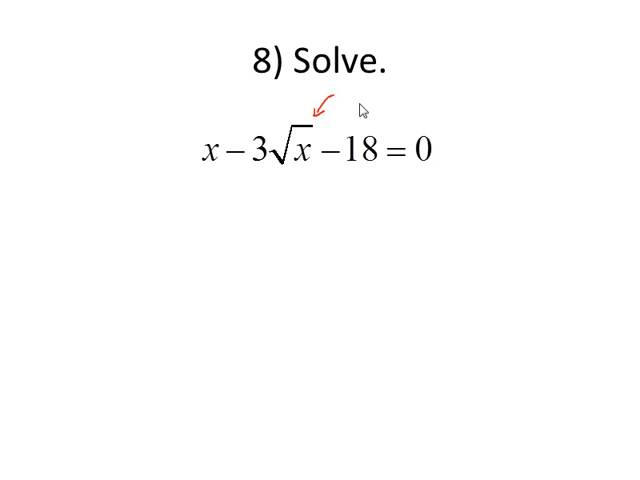 8) Solve.
x − 3√x − 18 = 0